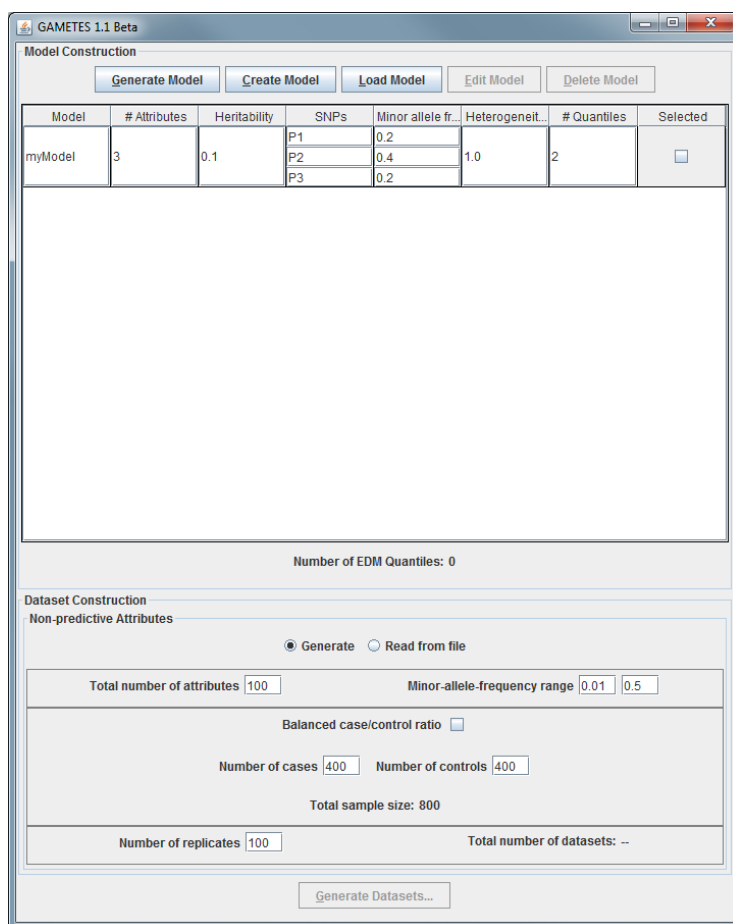 GAMETES 1.1 Beta
Model Construction
Generate Model Create Model Load Model Edit Model Delete Model
Model # Attributes Heritability SNPs Minor allele fr... Heterogeneit... # Quantiles Selected
P1 0.2
myModel 3 0.1 P2 0.4 1.0 2
P3 0.2
Number of EDM Quantiles: 0
Dataset Construction
Non-predictive Attributes
Generate Read from file
Total number of attributes 100 Minor-allele-frequency range 0.01 0.5
Balanced case/control ratio
Number of cases 400 Number of controls 400
Total sample size: 800
Number of replicates 100 Total number of datasets: --
Generate Datasets...